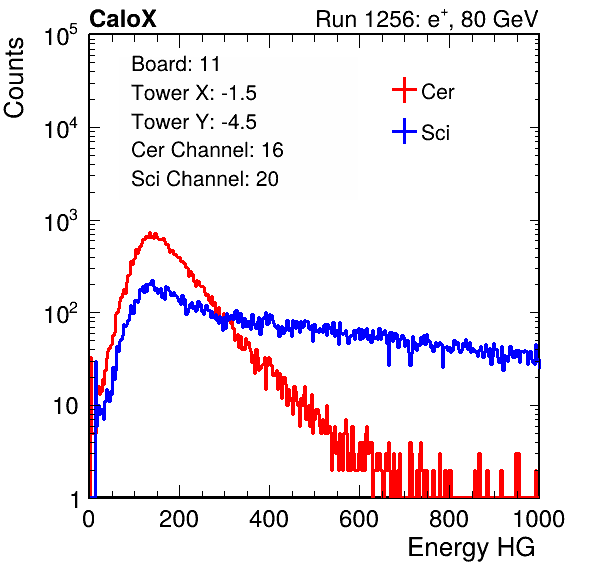 CaloX Run 1256: e⁺, 80 GeV
Counts
Board: 11
Tower X: -1.5
Tower Y: -4.5
Cer Channel: 16
Sci Channel: 20
Cer
Sci
10⁵
10⁴
10³
10²
10
1
0 200 400 600 800 1000
Energy HG